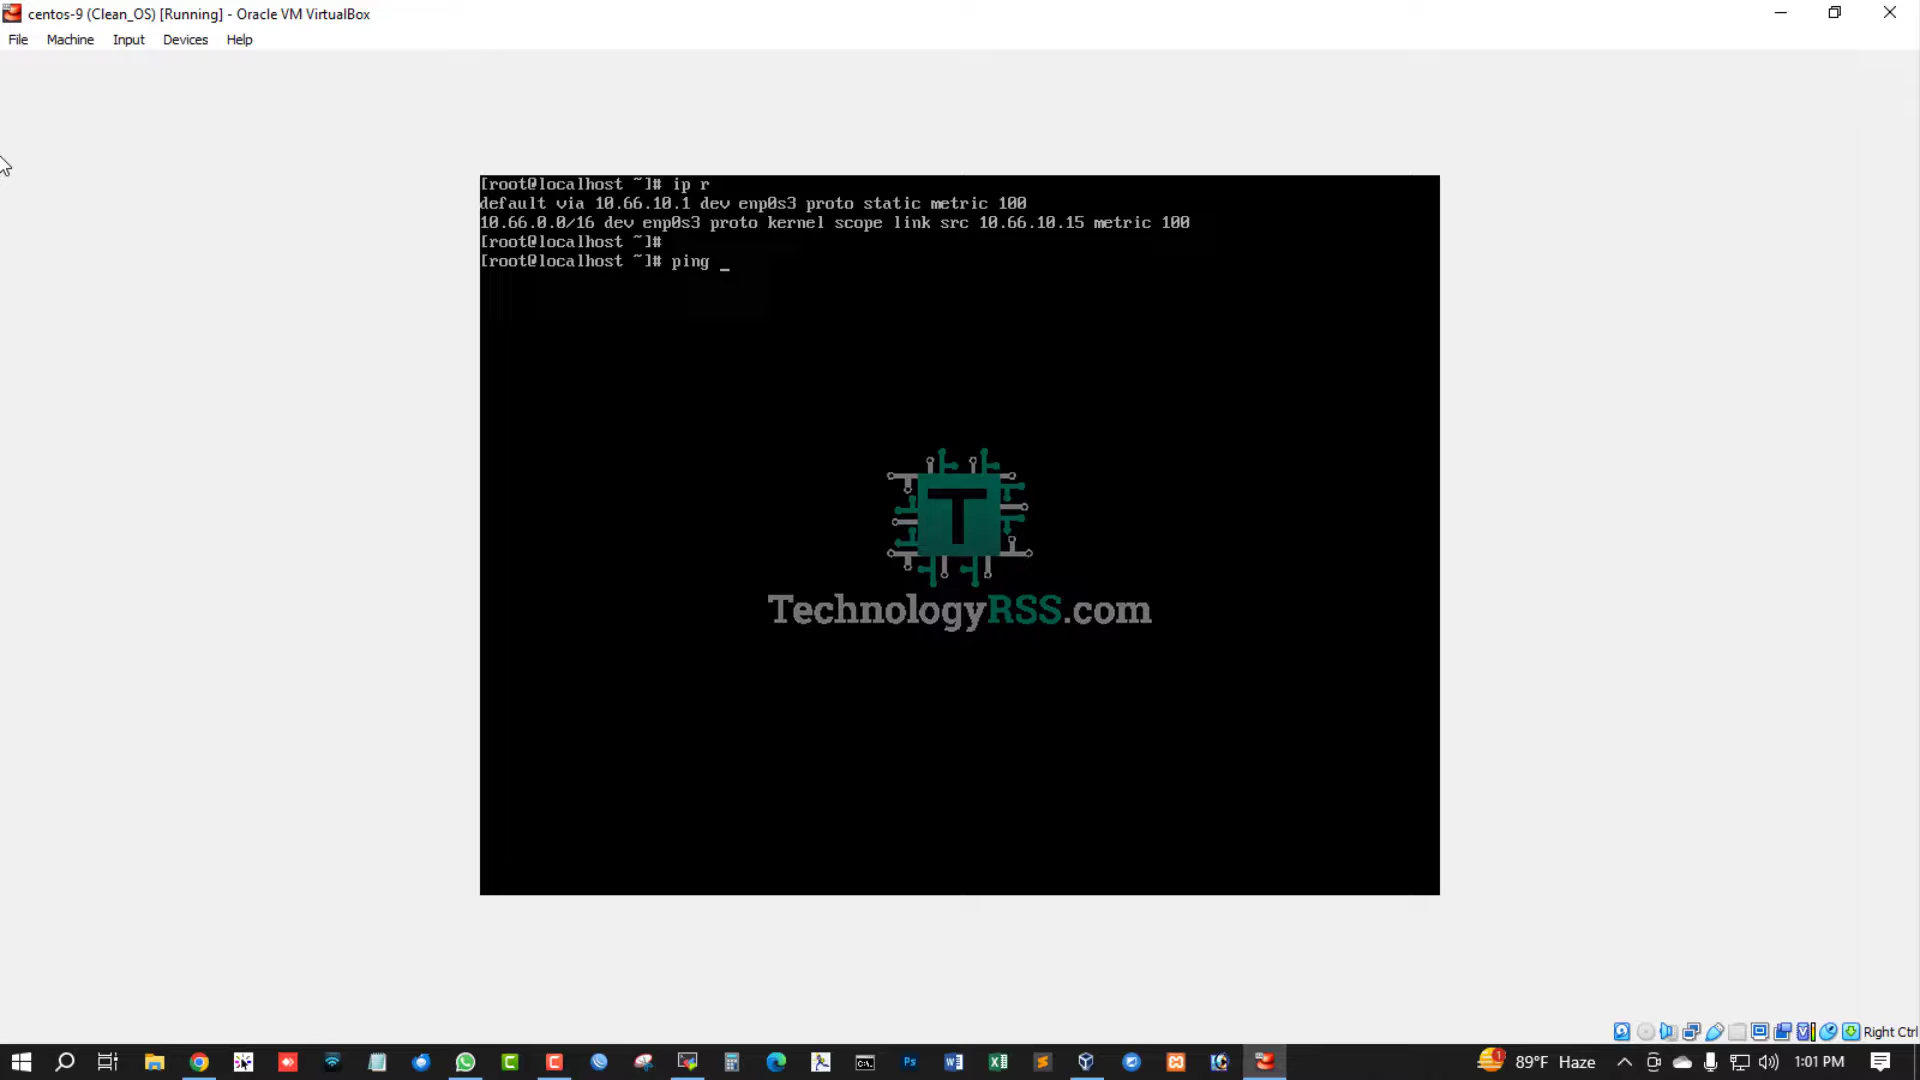 centos-9 (Clean_OS) [Running] - Oracle VM VirtualBox
File Machine Input Devices Help
[root@localhost ~]# ip r
default via 10.66.10.1 dev enp0s3 proto static metric 100
10.66.0.0/16 dev enp0s3 proto kernel scope link src 10.66.10.15 metric 100
[root@localhost ~]#
[root@localhost ~]# ping _
T
TechnologyRSS.com
Right Ctrl
89°F Haze
1:01 PM